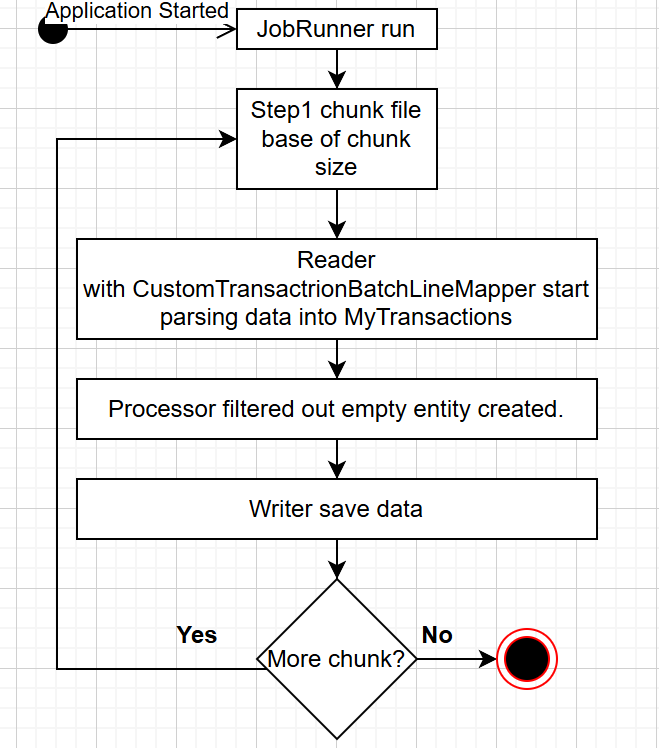 Application Started
JobRunner run
Step1 chunk file
base of chunk
size
Reader
with CustomTransactrionBatchLineMapper start
parsing data into MyTransactions
Processor filtered out empty entity created.
Writer save data
Yes
No
More chunk?